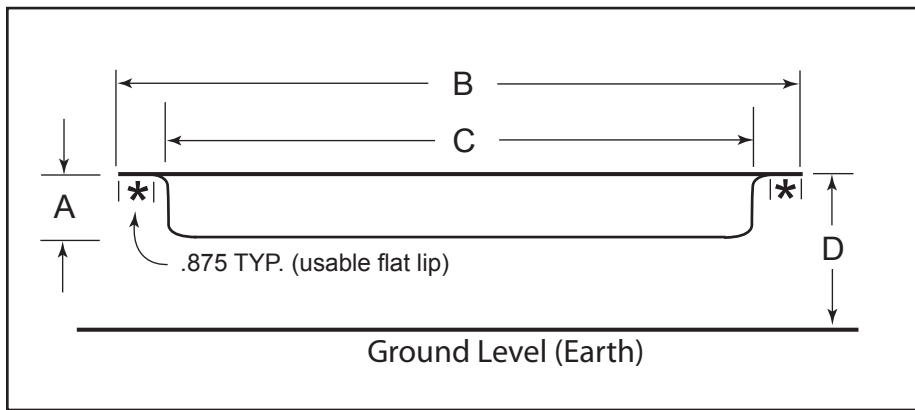 B
C
*
*
A
D
.875 TYP. (usable flat lip)
Ground Level (Earth)